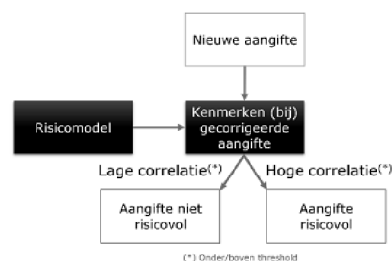 Nieuwe aangifte
Risicomodel
Kenmerken (bij)
gecorrigeerde
aangifte
Lage correlatie(*)
Hoge correlatie(*)
Aangifte niet
risicovol
Aangifte
risicovol
(*) Onder/boven threshold